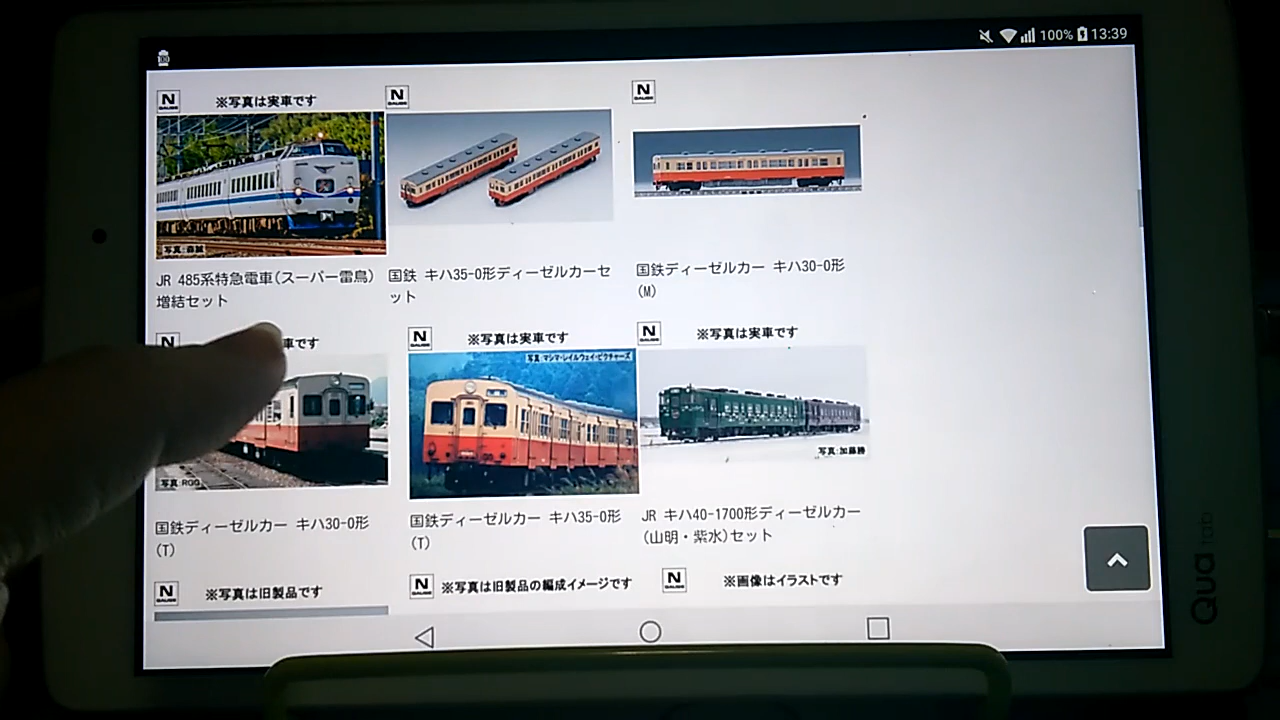 100% 13:39
N GAUGE
※写真は実車です
N GAUGE
N GAUGE
写真:森誠
JR 485系特急電車(スーパー雷鳥)
増結セット
国鉄 キハ35-0形ディーゼルカーセ
ット
国鉄ディーゼルカー キハ30-0形
(M)
N
車です
N GAUGE
※写真は実車です
N GAUGE
※写真は実車です
写真:マシマ・レイルウェイ・ピクチャーズ
写真:RGG
写真:加藤勝
国鉄ディーゼルカー キハ30-0形
(T)
国鉄ディーゼルカー キハ35-0形
(T)
JR キハ40-1700形ディーゼルカー
(山明・紫水)セット
N GAUGE
※写真は旧製品です
N GAUGE
※写真は旧製品の編成イメージです
N GAUGE
※画像はイラストです
Qua tab